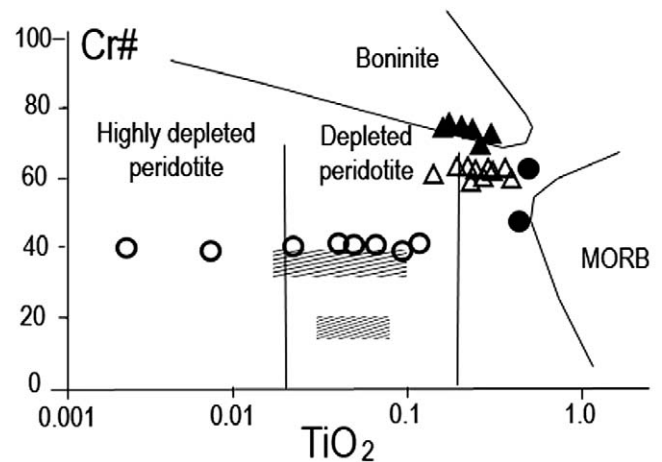 100
Cr#
Boninite
80
Highly depleted
peridotite
Depleted
peridotite
60
40
MORB
20
0
0.001
0.01
0.1
1.0
TiO2